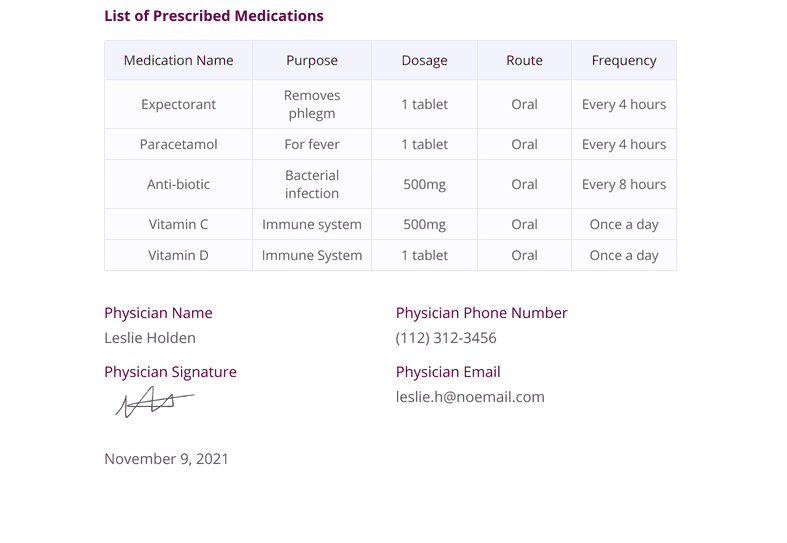 List of Prescribed Medications
Medication Name Purpose Dosage Route Frequency
Expectorant Removes phlegm 1 tablet Oral Every 4 hours
Paracetamol For fever 1 tablet Oral Every 4 hours
Anti-biotic Bacterial infection 500mg Oral Every 8 hours
Vitamin C Immune system 500mg Oral Once a day
Vitamin D Immune System 1 tablet Oral Once a day
Physician Name Physician Phone Number
Leslie Holden (112) 312-3456
Physician Signature Physician Email
leslie.h@noemail.com
November 9, 2021